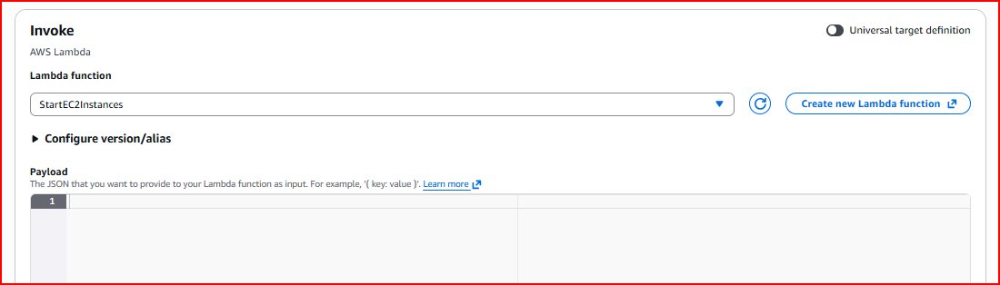 Invoke
Universal target definition
AWS Lambda
Lambda function
StartEC2Instances
Create new Lambda function
Configure version/alias
Payload
The JSON that you want to provide to your Lambda function as input. For example, '{ key: value }'. Learn more
1